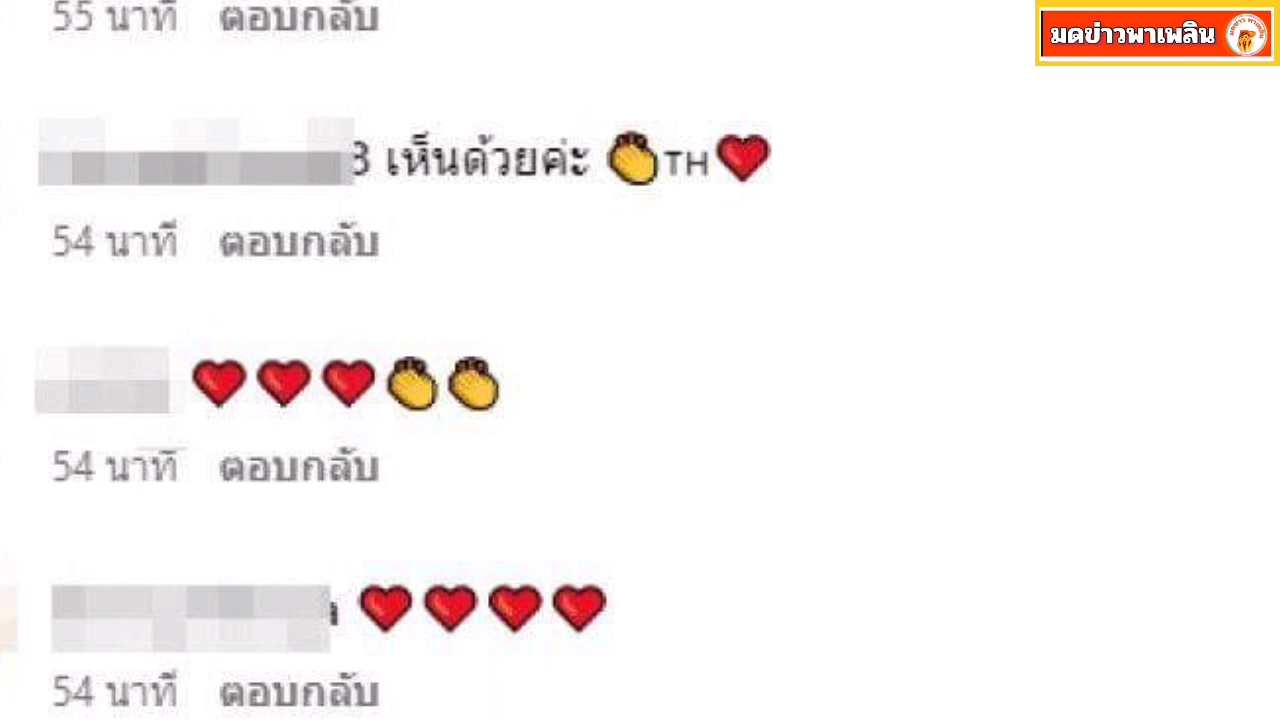 55 นาที ตอบกลับ
มดข่าวพาเพลิน
3 เห็นด้วยค่ะ 👏TH❤️
54 นาที ตอบกลับ
❤️❤️❤️👏👏
54 นาที ตอบกลับ
❤️❤️❤️❤️
54 นาที ตอบกลับ